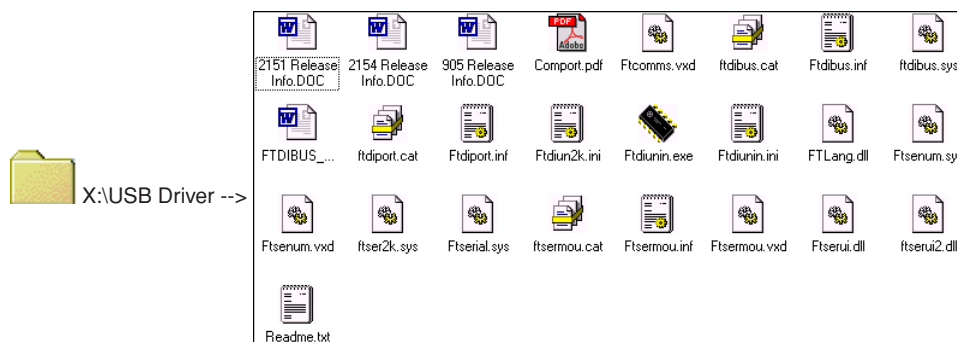 2151 Release Info.DOC
2154 Release Info.DOC
905 Release Info.DOC
PDF
Adobe
Comport.pdf
Ftcomms.vxd
ftdibus.cat
Ftdibus.inf
ftdibus.sys
FTDIBUS_...
ftdiport.cat
Ftdiport.inf
Ftdiun2k.ini
Ftdiunin.exe
Ftdiunin.ini
FTLang.dll
Ftsenum.sy
X:\USB Driver -->
Ftsenum.vxd
ftser2k.sys
Ftserial.sys
ftsermou.cat
Ftsermou.inf
Ftsermou.vxd
Ftserui.dll
ftserui2.dll
Readme.txt